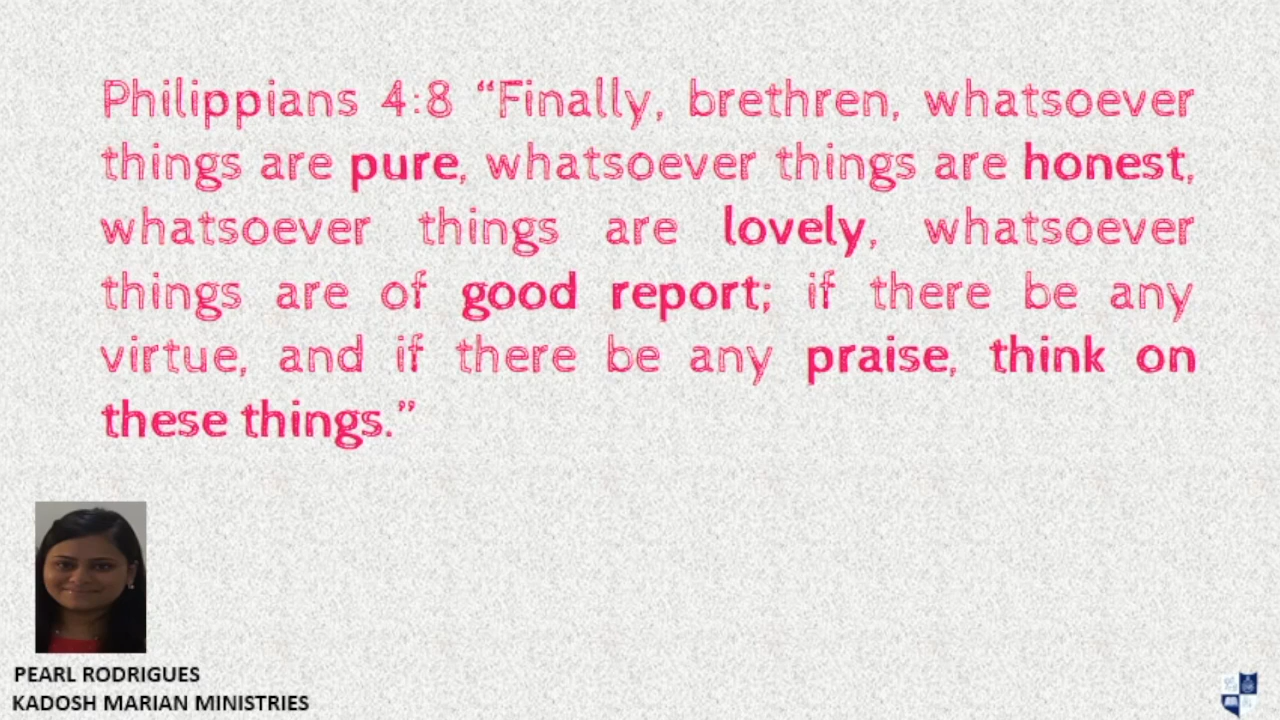 Philippians 4:8 “Finally, brethren, whatsoever
things are pure, whatsoever things are honest,
whatsoever things are lovely, whatsoever
things are of good report; if there be any
virtue, and if there be any praise, think on
these things.”
PEARL RODRIGUES
KADOSH MARIAN MINISTRIES